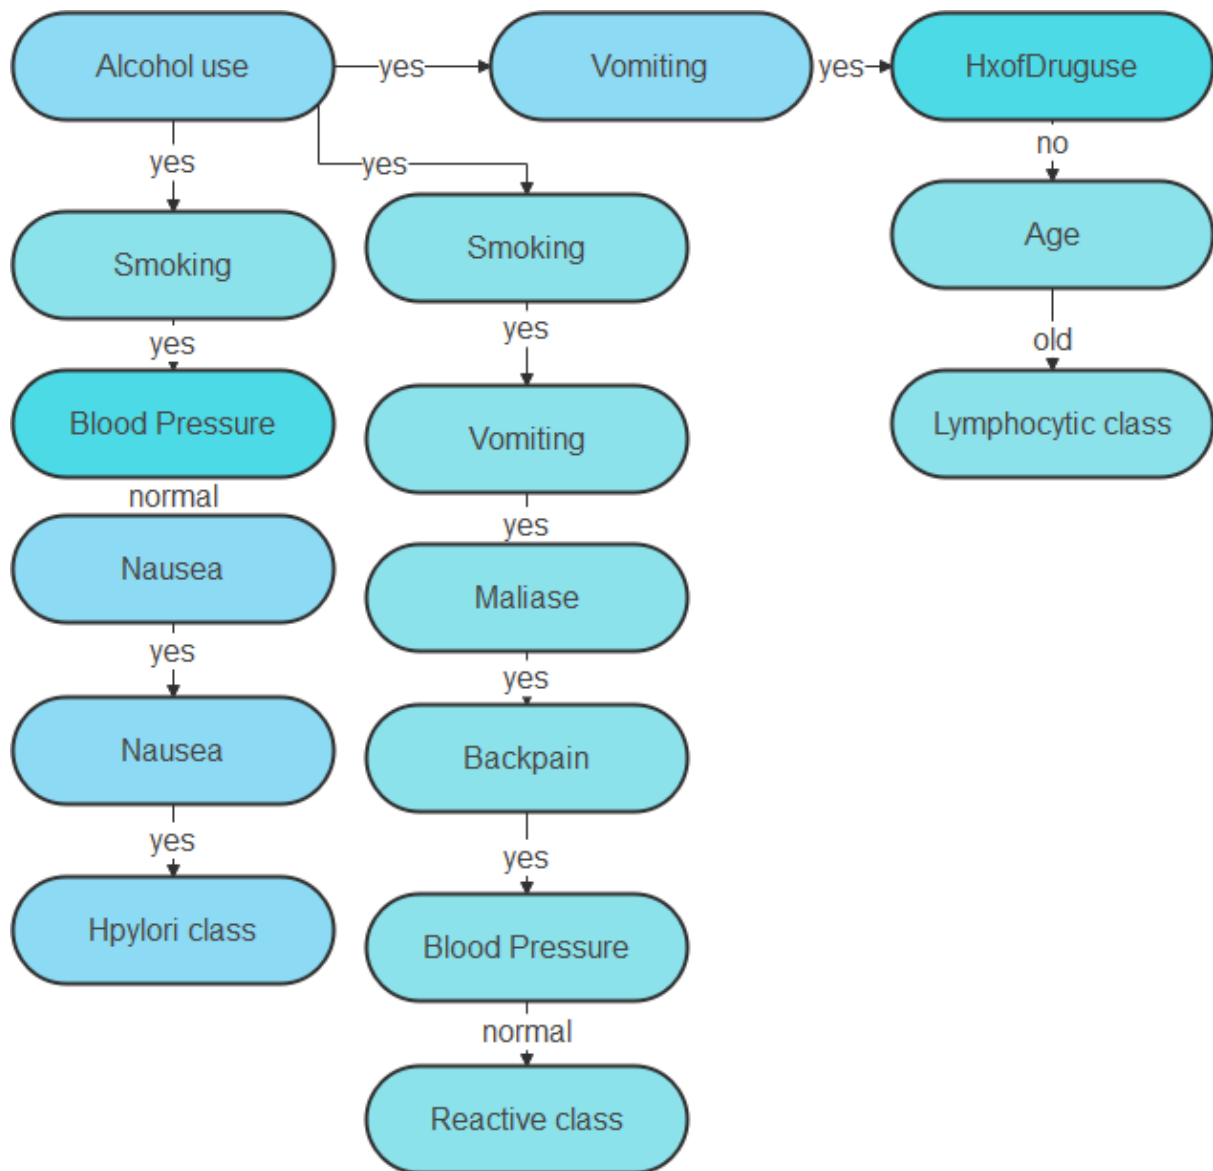 Alcohol use
yes
Vomiting
yes
HxofDruguse
yes
yes
no
Smoking
Smoking
Age
yes
yes
old
Blood Pressure
Vomiting
Lymphocytic class
normal
yes
Nausea
Maliase
yes
yes
Nausea
Backpain
yes
yes
Hpylori class
Blood Pressure
normal
Reactive class